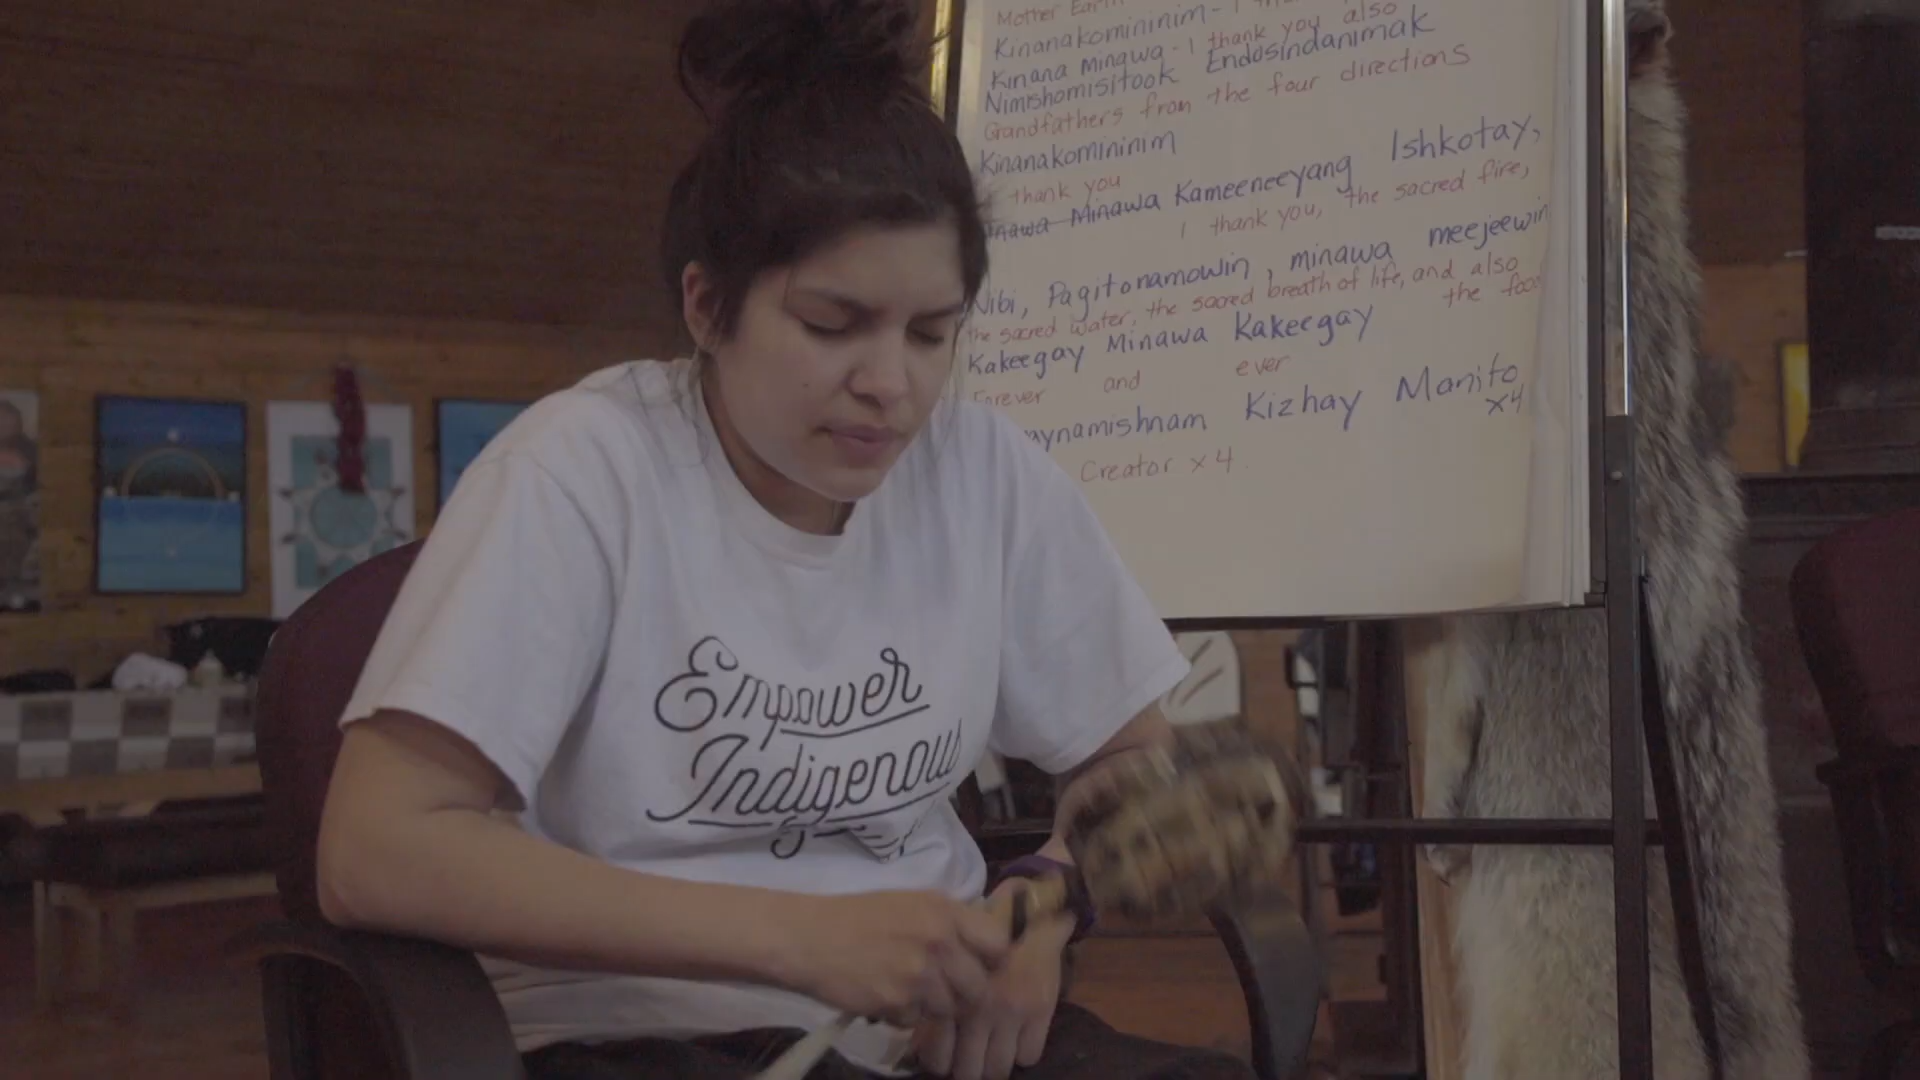 Mother Earth
Kinanakomininim - I
Kinana Minawa - I thank you also
Nimishomisitook Endosindanimak
Grandfathers from the four directions
Kinanakomininim
I thank you
Minawa Kameeneeyang Ishkotay,
I thank you, the sacred fire,
Nibi, Pagitonamowin, minawa meejeewin
the sacred water, the sacred breath of life, and also
the food
Kakeegay Minawa Kakeegay
Forever and ever
Kizhay Manito
x4
Creator x4.
Empower
Indigenous